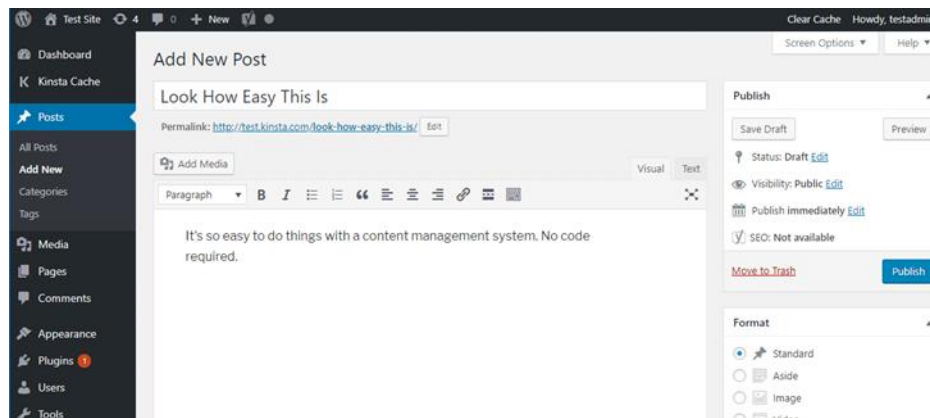 Test Site 4 0 + New Clear Cache Howdy, testadmin
Screen Options Help
Dashboard
Kinsta Cache
Posts
All Posts
Add New
Categories
Tags
Media
Pages
Comments
Appearance
Plugins 1
Users
Tools
Add New Post
Look How Easy This Is
Permalink: http://test.kinsta.com/look-how-easy-this-is/ Edit
Add Media
Visual Text
Paragraph B I
It's so easy to do things with a content management system. No code
required.
Publish
Save Draft Preview
Status: Draft Edit
Visibility: Public Edit
Publish immediately Edit
SEO: Not available
Move to Trash Publish
Format
Standard
Aside
Image